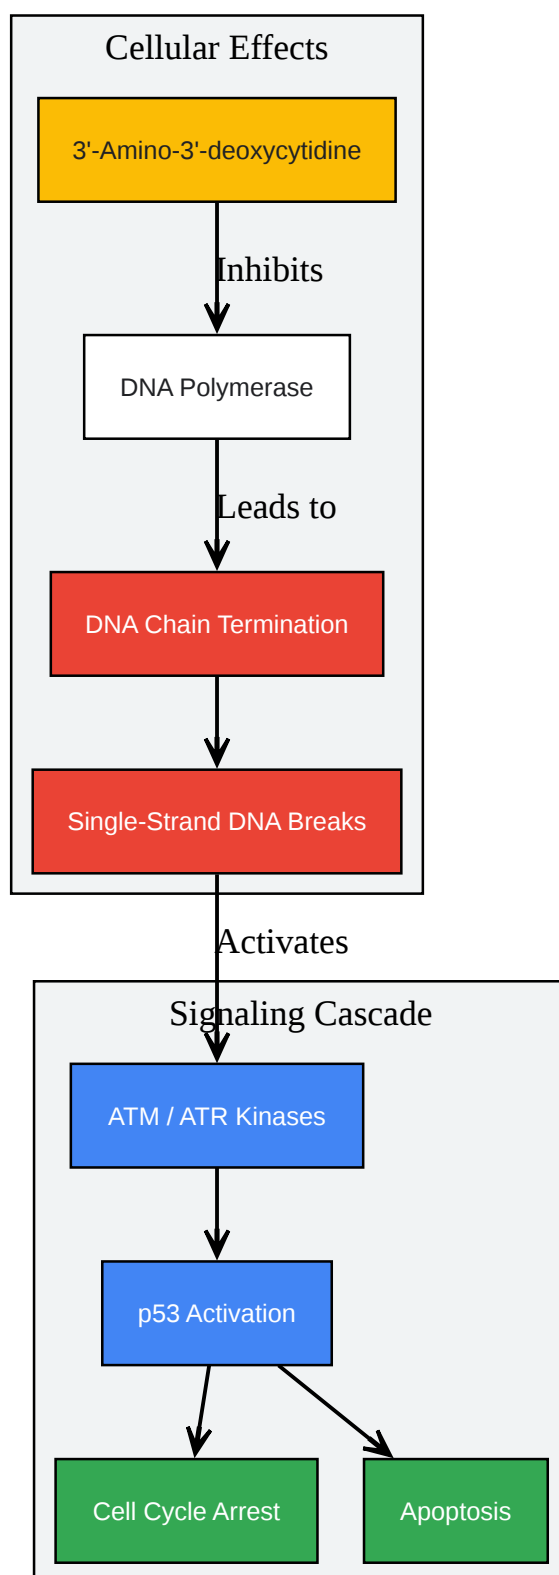 Cellular Effects
3'-Amino-3'-deoxycytidine
Inhibits
DNA Polymerase
Leads to
DNA Chain Termination
Single-Strand DNA Breaks
Activates
Signaling Cascade
ATM / ATR Kinases
p53 Activation
Cell Cycle Arrest
Apoptosis